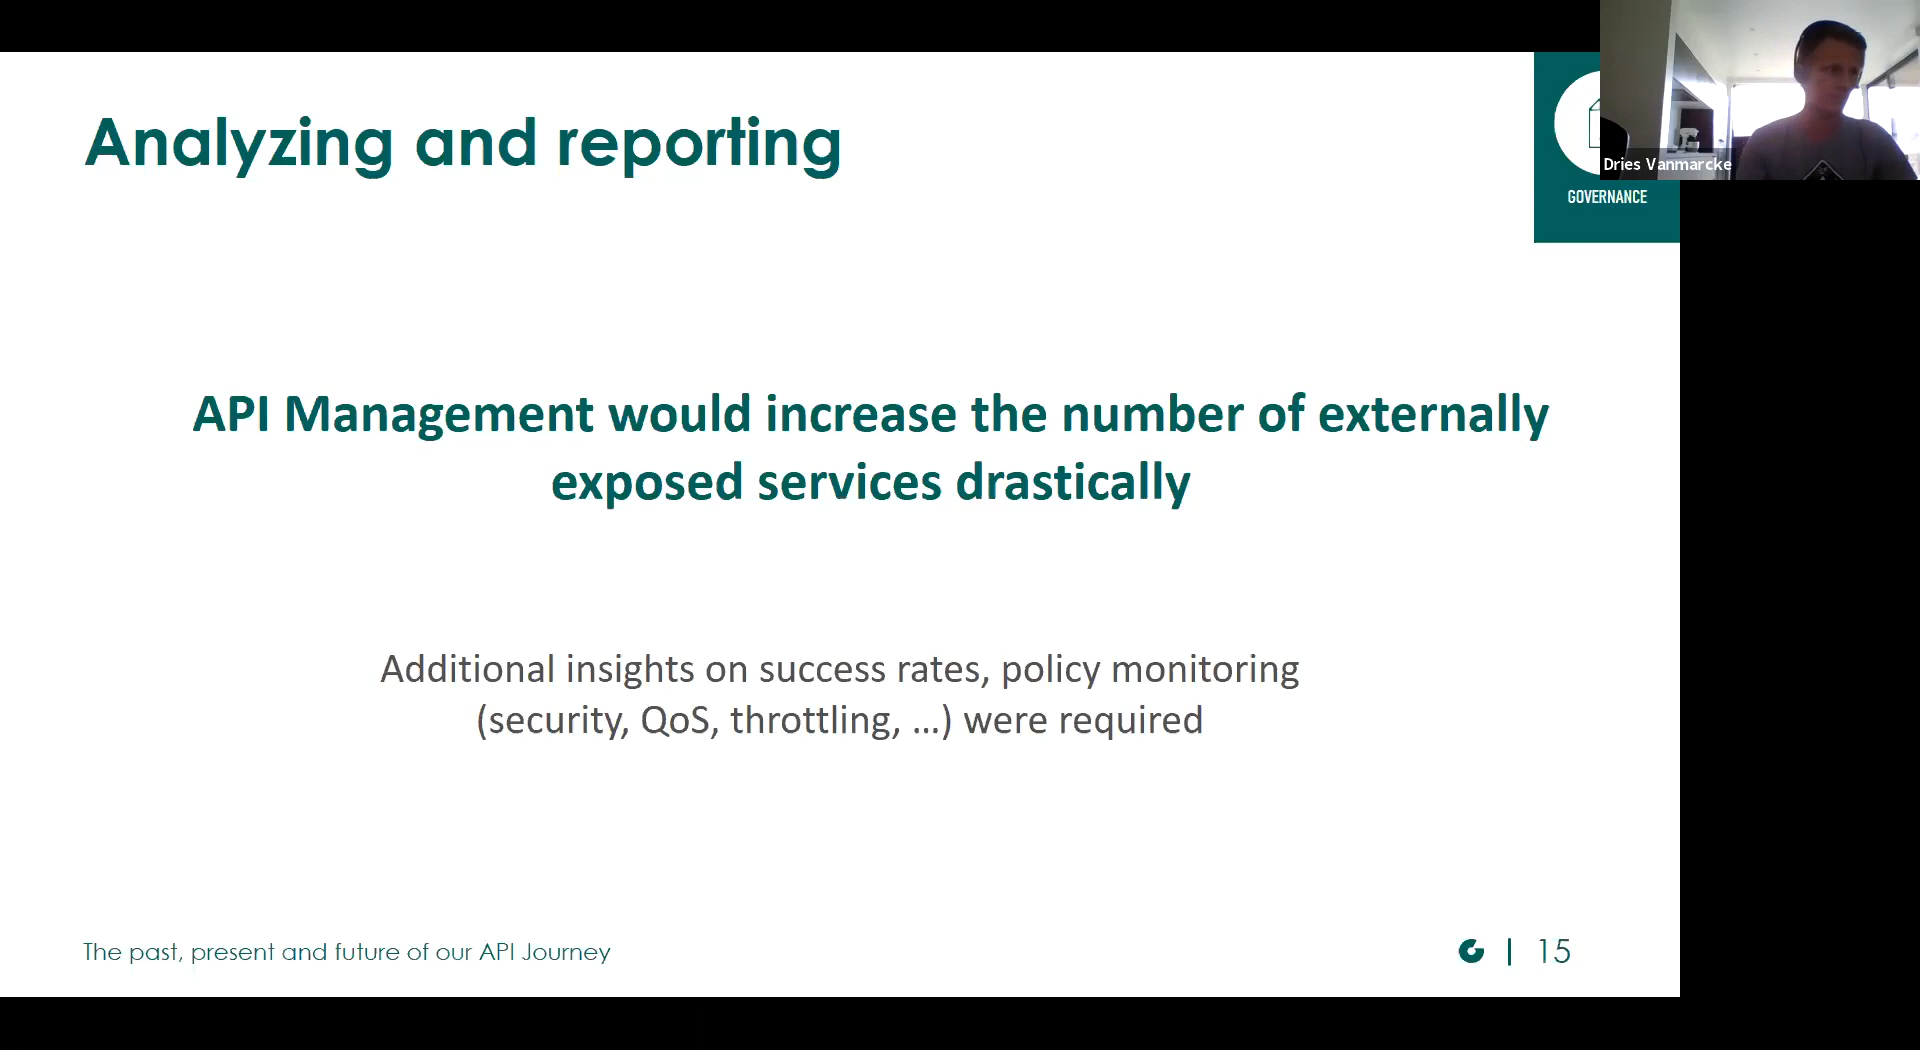 Analyzing and reporting
Dries Vanmarcke
GOVERNANCE
API Management would increase the number of externally
exposed services drastically
Additional insights on success rates, policy monitoring
(security, QoS, throttling, ...) were required
The past, present and future of our API Journey
15